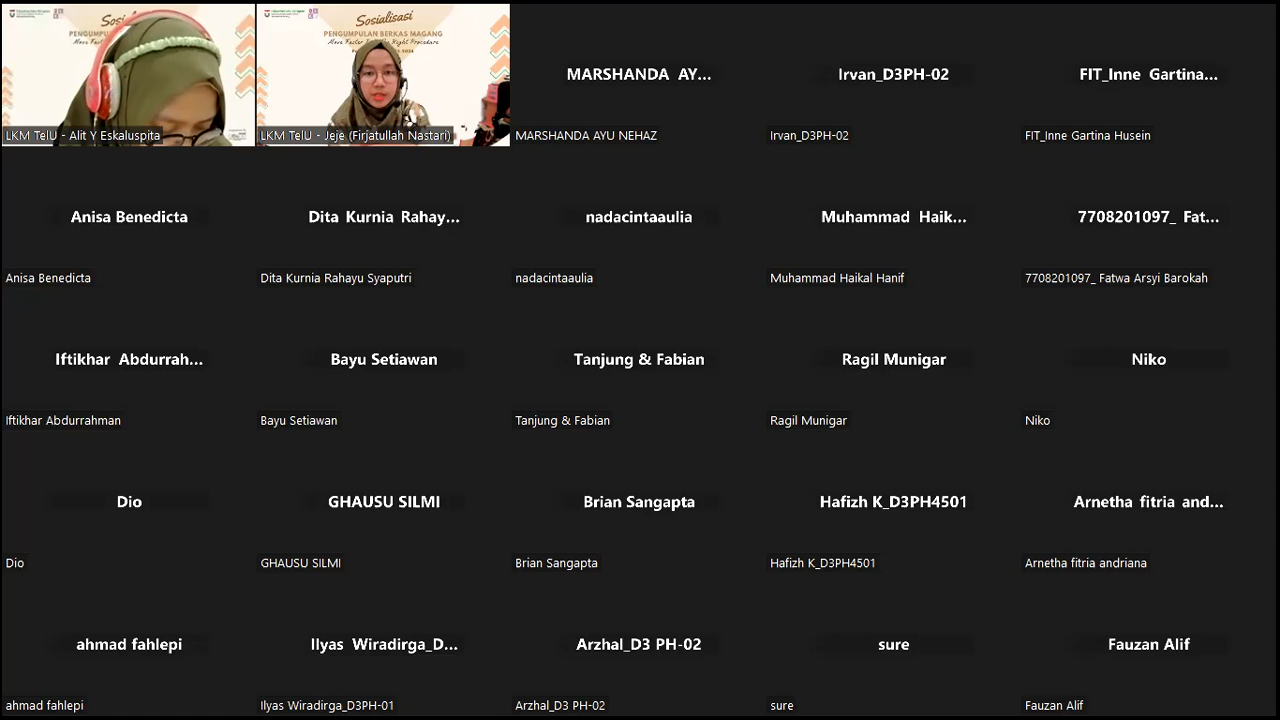 Sosialisasi
PENGUMPULAN BERKAS MAGANG
LKM TelU - Alit Y Eskaluspita
LKM TelU - Jeje (Firjatullah Nastari)
MARSHANDA AY...
MARSHANDA AYU NEHAZ
Irvan_D3PH-02
Irvan_D3PH-02
FIT_Inne Gartina...
FIT_Inne Gartina Husein
Anisa Benedicta
Anisa Benedicta
Dita Kurnia Rahay...
Dita Kurnia Rahayu Syaputri
nadacintaaulia
nadacintaaulia
Muhammad Haik...
Muhammad Haikal Hanif
7708201097_ Fat...
7708201097_ Fatwa Arsyi Barokah
Iftikhar Abdurrah...
Iftikhar Abdurrahman
Bayu Setiawan
Bayu Setiawan
Tanjung & Fabian
Tanjung & Fabian
Ragil Munigar
Ragil Munigar
Niko
Niko
Dio
Dio
GHAUSU SILMI
GHAUSU SILMI
Brian Sangapta
Brian Sangapta
Hafizh K_D3PH4501
Hafizh K_D3PH4501
Arnetha fitria and...
Arnetha fitria andriana
ahmad fahlepi
ahmad fahlepi
Ilyas Wiradirga_D...
Ilyas Wiradirga_D3PH-01
Arzhal_D3 PH-02
Arzhal_D3 PH-02
sure
sure
Fauzan Alif
Fauzan Alif